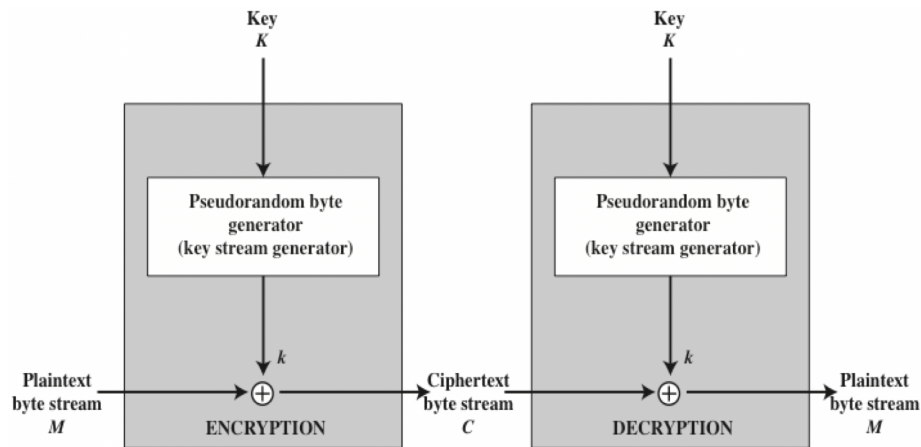 Key
K
Key
K
Pseudorandom byte
generator
(key stream generator)
Pseudorandom byte
generator
(key stream generator)
k
k
Plaintext
byte stream
M
ENCRYPTION
Ciphertext
byte stream
C
DECRYPTION
Plaintext
byte stream
M